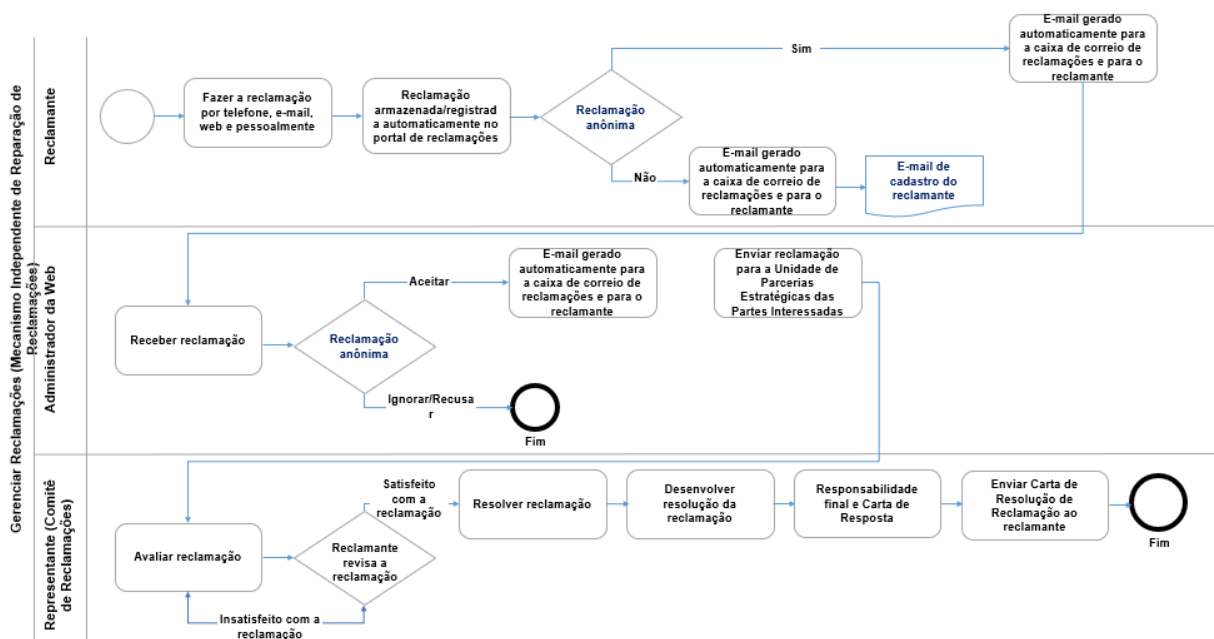 Gerenciar Reclamações (Mecanismo Independente de Reparação de
Reclamações)
Reclamante
Fazer a reclamação
por telefone, e-mail,
web e pessoalmente
Reclamação
armazenada/registrad
a automaticamente no
portal de reclamações
Reclamação
anônima
Sim
E-mail gerado
automaticamente para
a caixa de correio de
reclamações e para o
reclamante
Não
E-mail gerado
automaticamente para
a caixa de correio de
reclamações e para o
reclamante
E-mail de
cadastro do
reclamante
Administrador da Web
Receber reclamação
Reclamação
anônima
Aceitar
E-mail gerado
automaticamente para
a caixa de correio de
reclamações e para o
reclamante
Enviar reclamação
para a Unidade de
Parcerias
Estratégicas das
Partes Interessadas
Ignorar/Recusa
r
Fim
Representante (Comitê
de Reclamações)
Avaliar reclamação
Reclamante
revisa a
reclamação
Satisfeito
com a
reclamação
Insatisfeito com a
reclamação
Resolver reclamação
Desenvolver
resolução da
reclamação
Responsabilidade
final e Carta de
Resposta
Enviar Carta de
Resolução de
Reclamação ao
reclamante
Fim